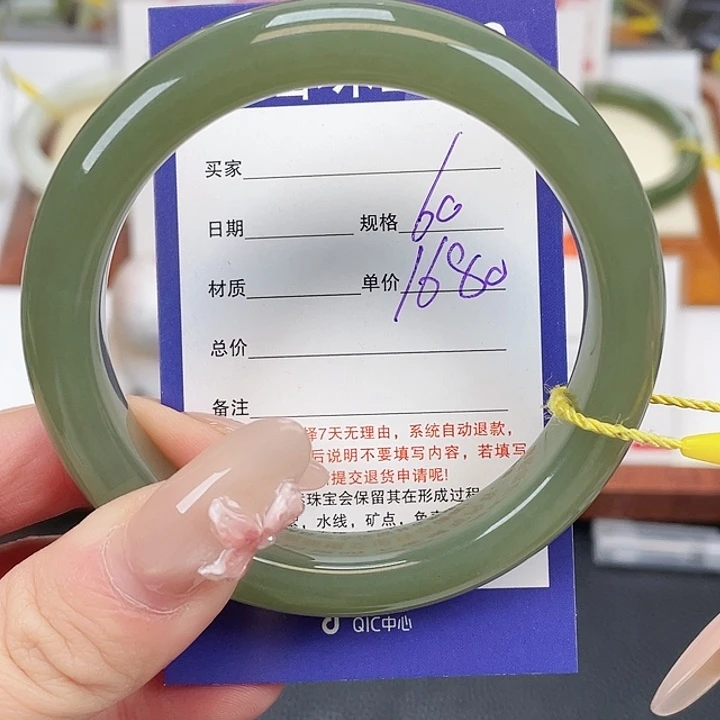 买家
日期 规格 60
材质 单价 1680
总价
备注
择7天无理由，系统自动退款，
后说明不要填写内容，若填写
提交退货申请呢!
珠宝会保留其在形成过程
，水线，矿点，
QIC中心